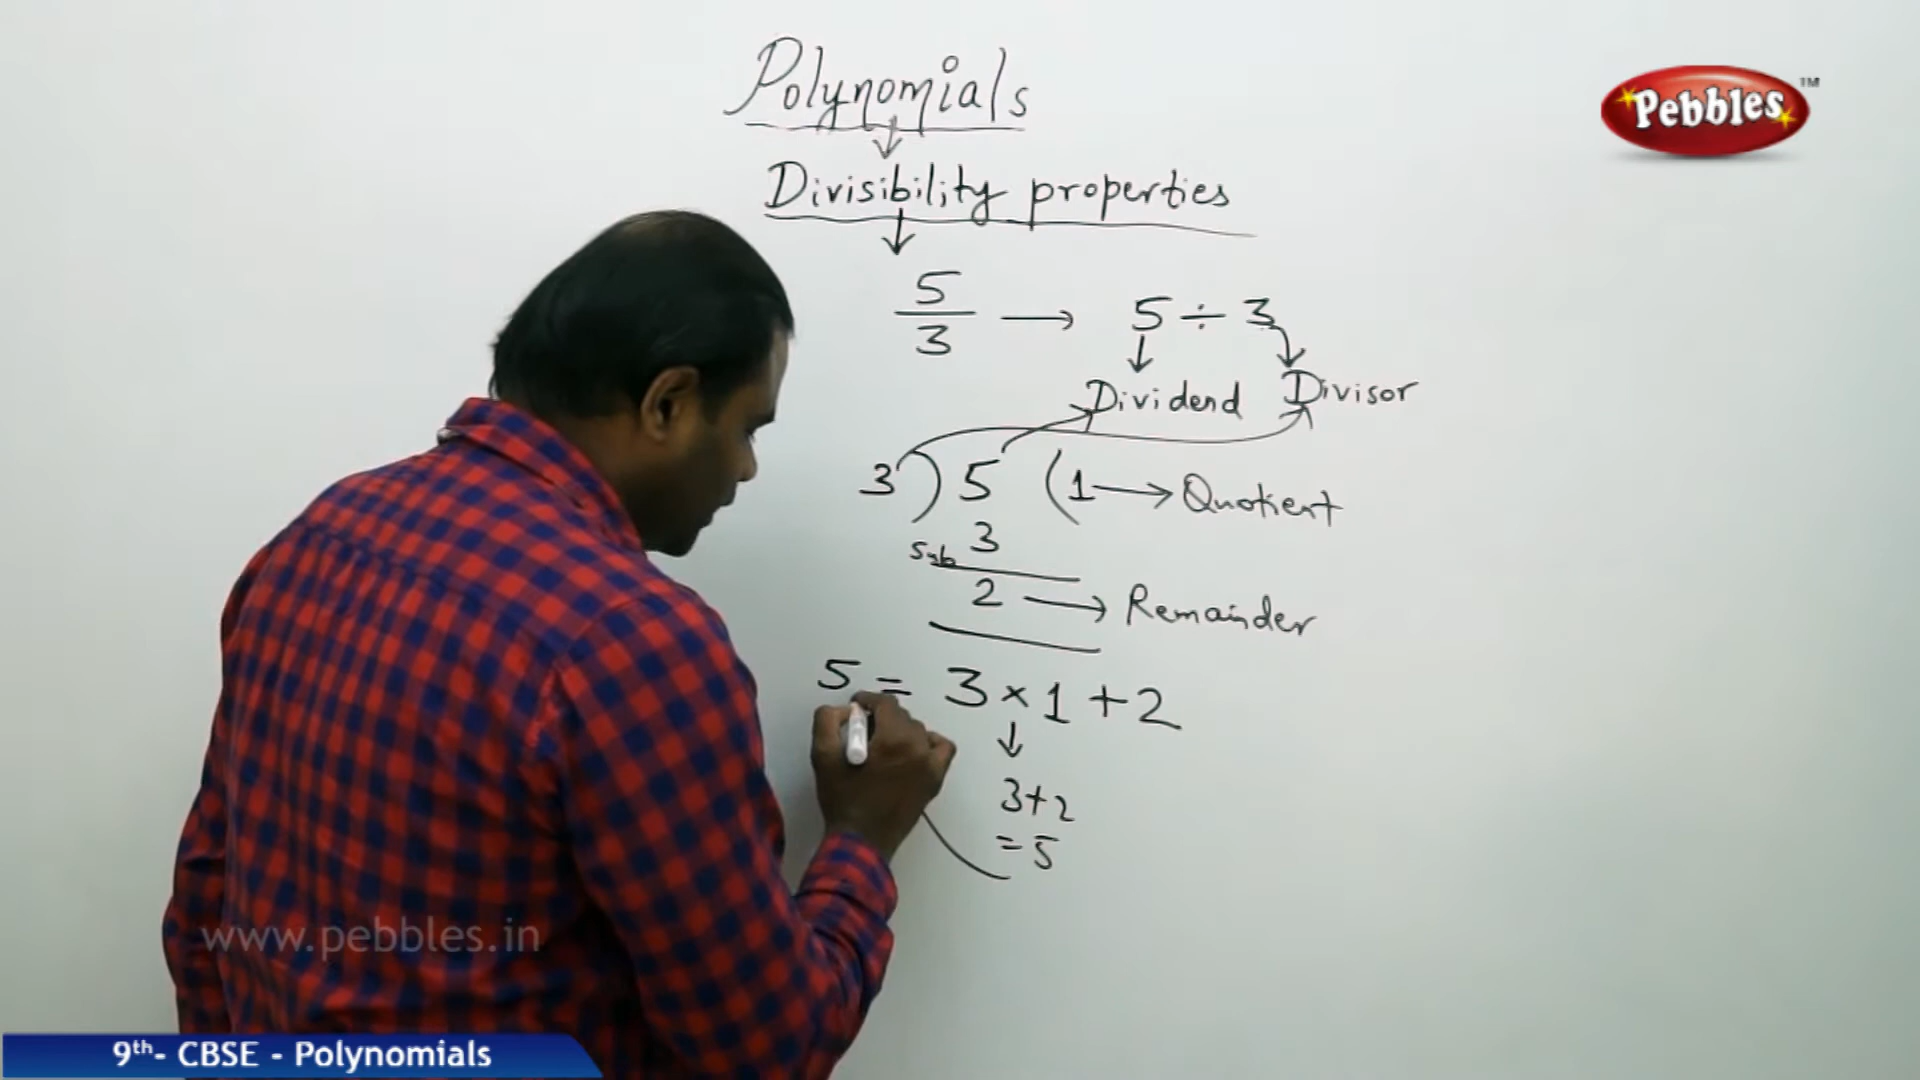 Polynomials
Pebbles™
Divisibility properties
5
3
5 ÷ 3
Dividend Divisor
3 ) 5 ( 1 Quotient
3
Sub
2 Remainder
5 = 3 × 1 + 2
3+2
= 5
www.pebbles.in
9th- CBSE - Polynomials